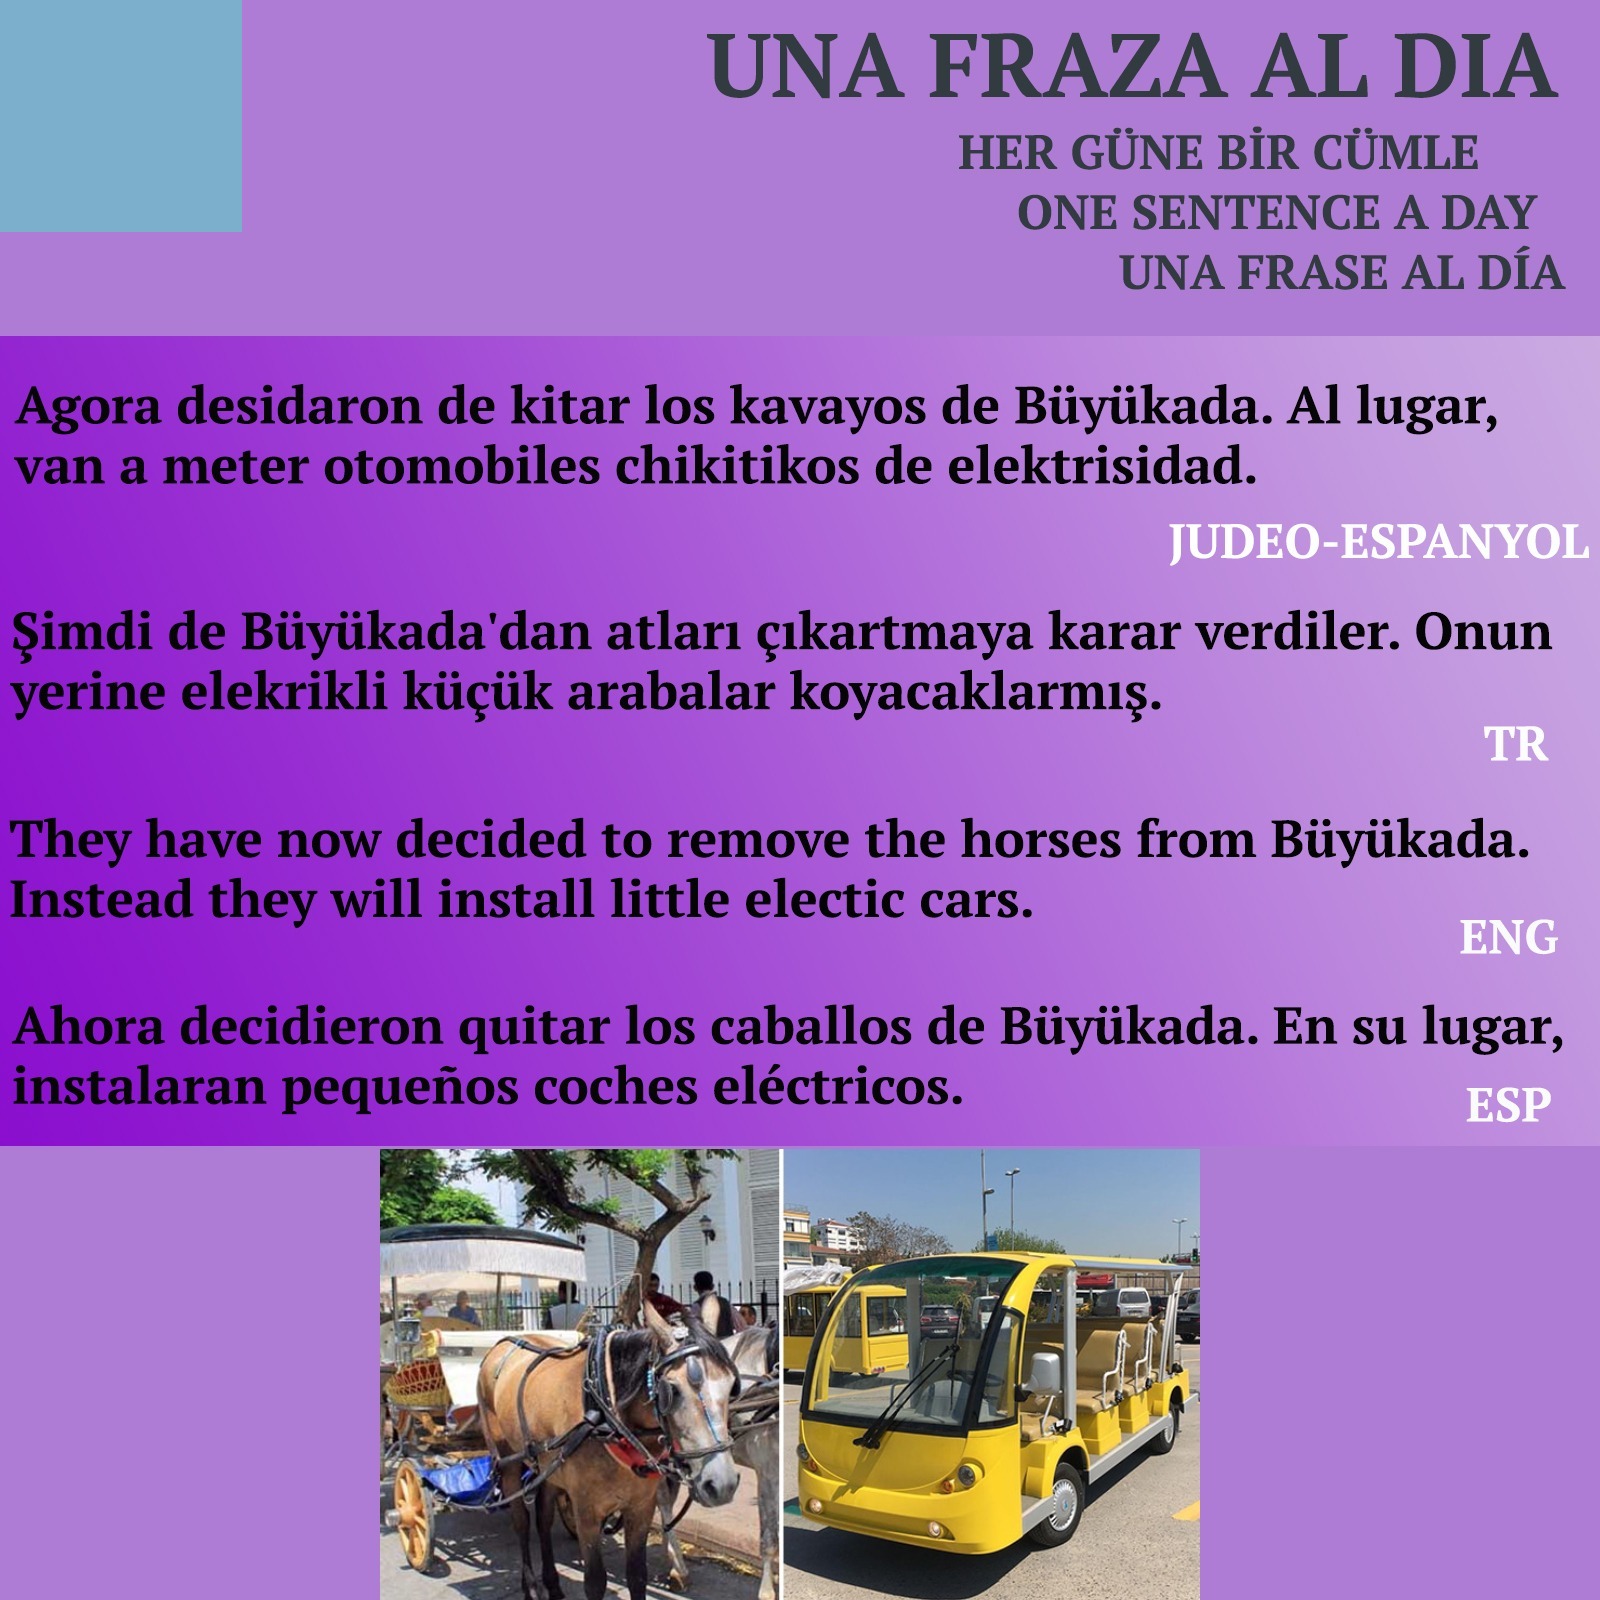 UNA FRAZA AL DIA
HER GÜNE BİR CÜMLE
ONE SENTENCE A DAY
UNA FRASE AL DÍA
Agora desidaron de kitar los kavayos de Büyükada. Al lugar,
van a meter otomobiles chikitikos de elektrisidad.
JUDEO-ESPANYOL
Şimdi de Büyükada'dan atları çıkartmaya karar verdiler. Onun
yerine elekrikli küçük arabalar koyacaklarmış.
TR
They have now decided to remove the horses from Büyükada.
Instead they will install little electic cars.
ENG
Ahora decidieron quitar los caballos de Büyükada. En su lugar,
instalaran pequeños coches eléctricos.
ESP